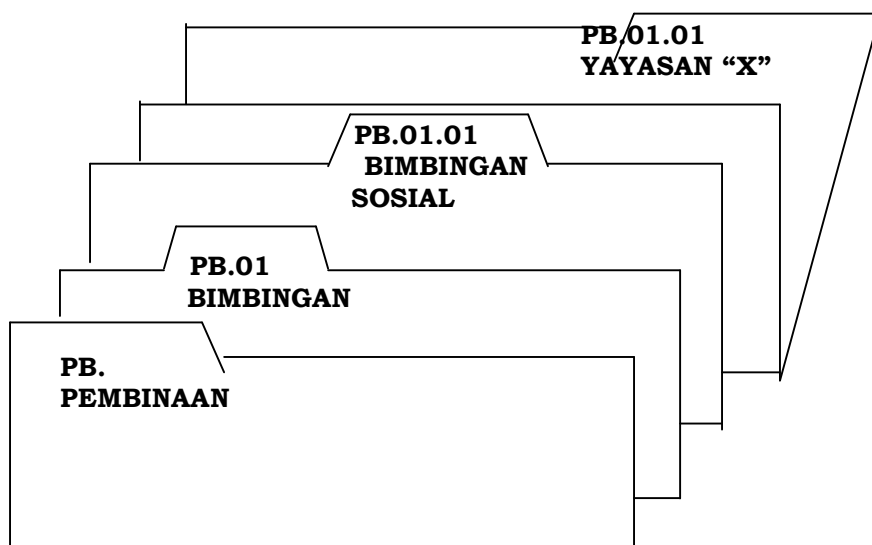 PB.01.01
YAYASAN “X”
PB.01.01
BIMBINGAN
SOSIAL
PB.01
BIMBINGAN
PB.
PEMBINAAN